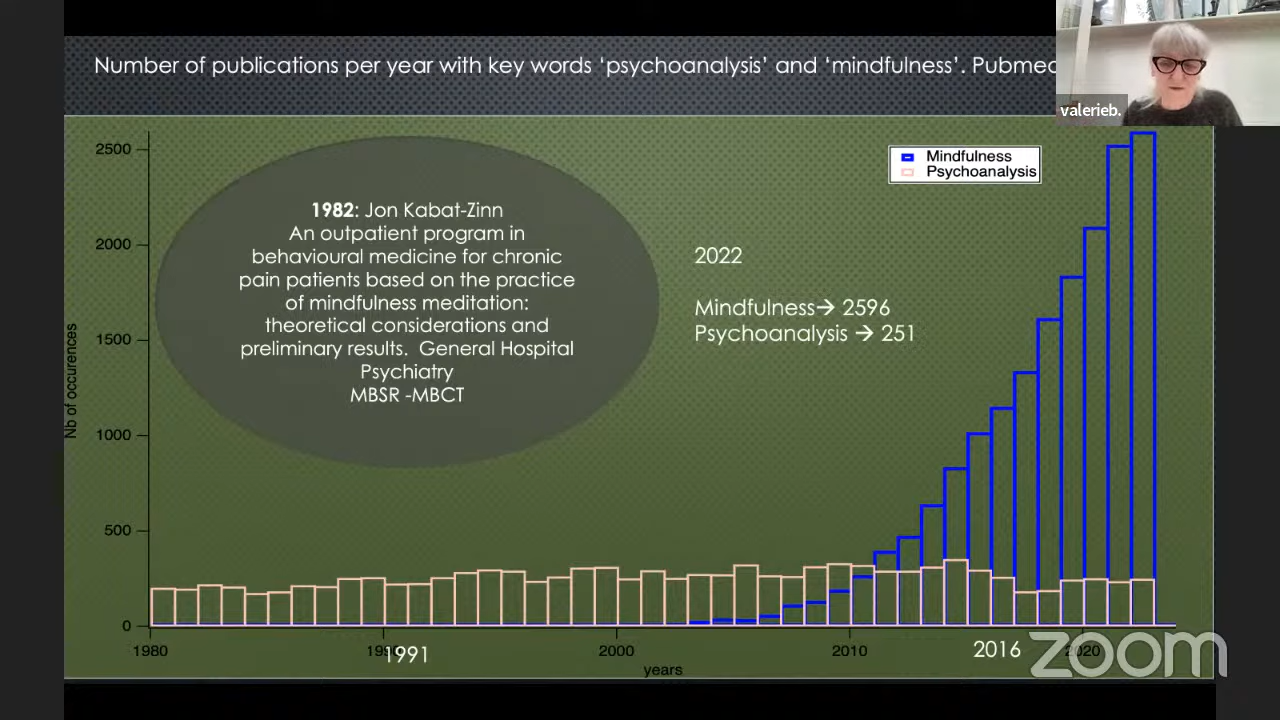 Number of publications per year with key words ‘psychoanalysis’ and ‘mindfulness’. Pubmed
valerieb.
2500
2000
1500
1000
500
0
Nb of occurences
Mindfulness
Psychoanalysis
1982: Jon Kabat-Zinn
An outpatient program in
behavioural medicine for chronic
pain patients based on the practice
of mindfulness meditation:
theoretical considerations and
preliminary results. General Hospital
Psychiatry
MBSR -MBCT
2022
Mindfulness→ 2596
Psychoanalysis → 251
1980
1990
1991
2000
2010
2016
2020
years
zoom